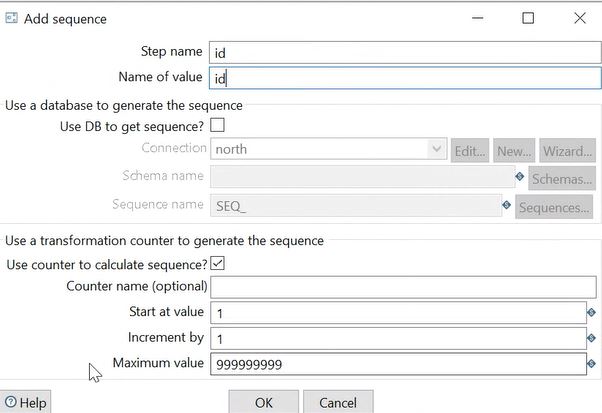 Add sequence
Step name id
Name of value id
Use a database to generate the sequence
Use DB to get sequence?
Connection north Edit... New... Wizard...
Schema name Schemas...
Sequence name SEQ_ Sequences...
Use a transformation counter to generate the sequence
Use counter to calculate sequence?
Counter name (optional)
Start at value 1
Increment by 1
Maximum value 999999999
Help OK Cancel